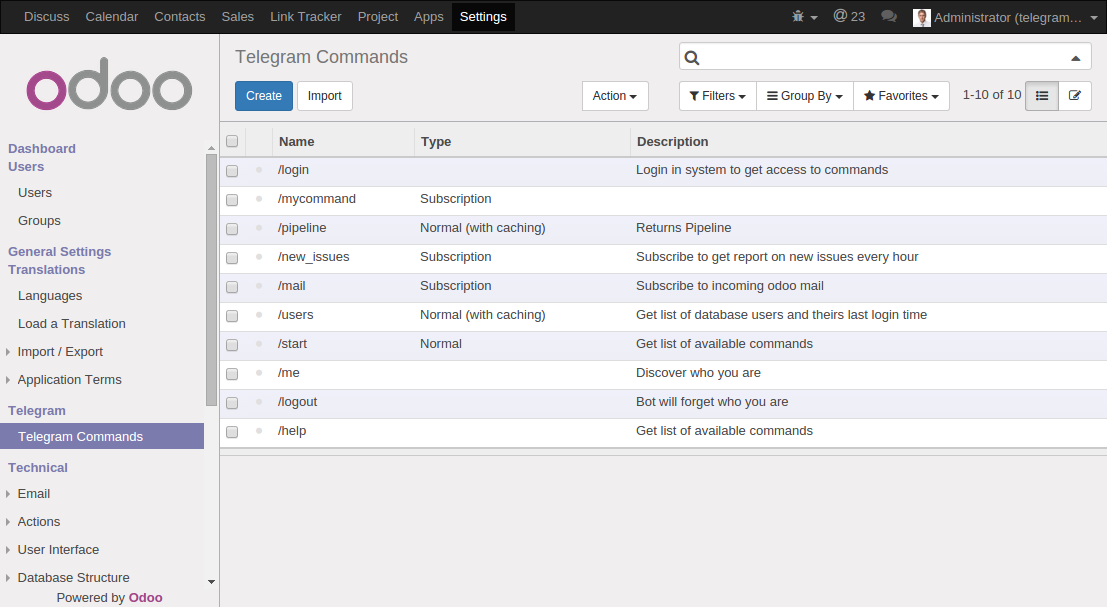 Discuss Calendar Contacts Sales Link Tracker Project Apps Settings @ 23 Administrator (telegram...
odoo
Dashboard
Users
Users
Groups
General Settings
Translations
Languages
Load a Translation
Import / Export
Application Terms
Telegram
Telegram Commands
Technical
Email
Actions
User Interface
Database Structure
Powered by Odoo
Telegram Commands
Create Import Action Filters Group By Favorites 1-10 of 10
Name Type Description
/login Login in system to get access to commands
/mycommand Subscription
/pipeline Normal (with caching) Returns Pipeline
/new_issues Subscription Subscribe to get report on new issues every hour
/mail Subscription Subscribe to incoming odoo mail
/users Normal (with caching) Get list of database users and theirs last login time
/start Normal Get list of available commands
/me Discover who you are
/logout Bot will forget who you are
/help Get list of available commands